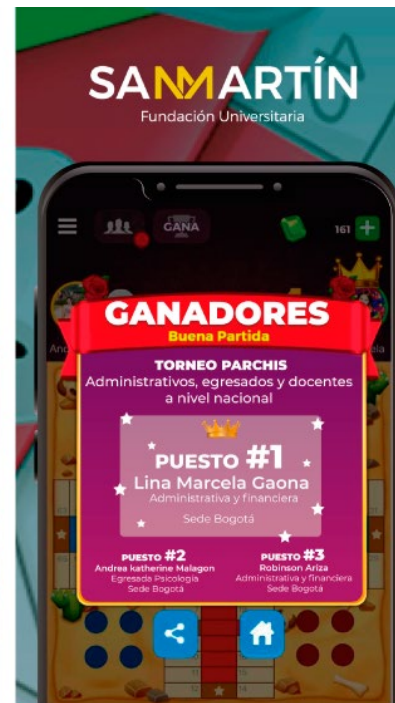 SANMARTÍN
Fundación Universitaria
GANA
161
GANADORES
Buena Partida
TORNEO PARCHIS
Administrativos, egresados y docentes
a nivel nacional
PUESTO #1
Lina Marcela Gaona
Administrativa y financiera
Sede Bogotá
PUESTO #2
Andrea katherine Malagon
Egresada Psicologia
Sede Bogotá
PUESTO #3
Robinson Ariza
Administrativa y financiera
Sede Bogotá